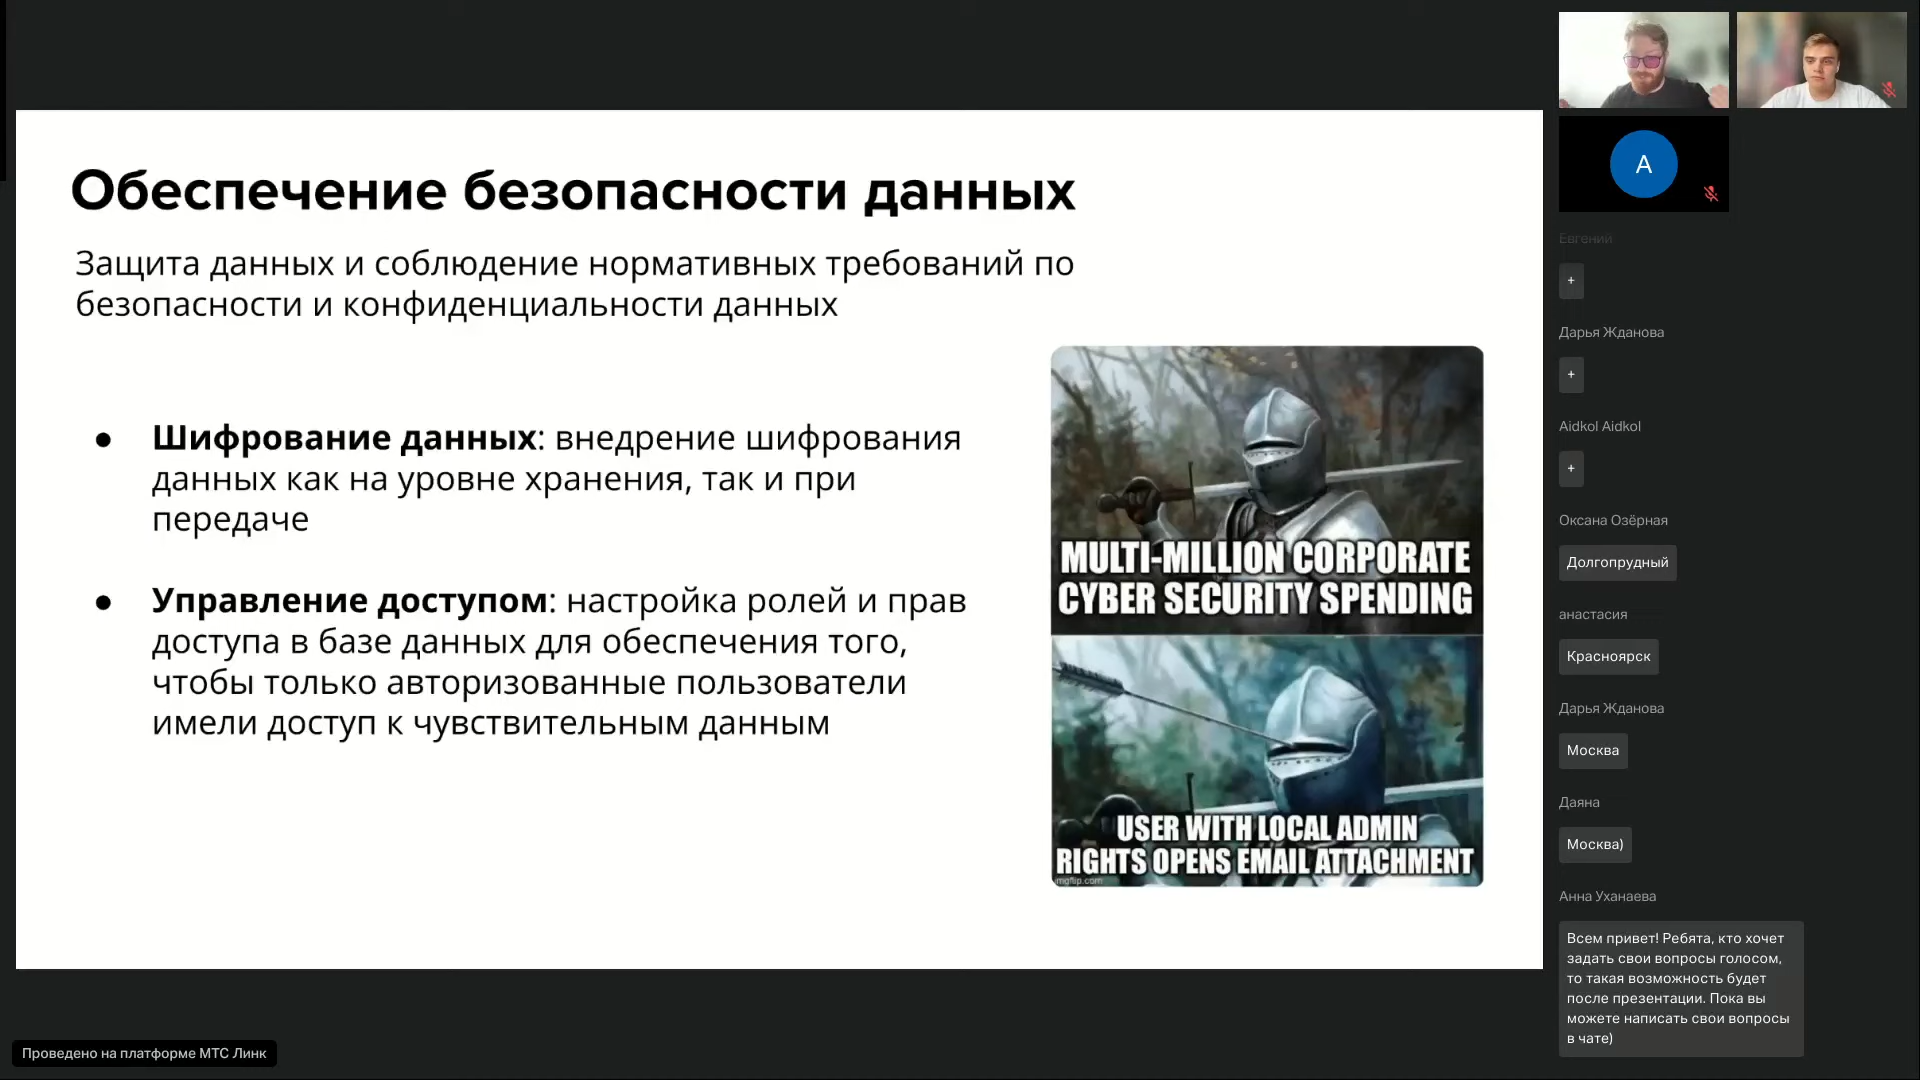 Обеспечение безопасности данных
Защита данных и соблюдение нормативных требований по
безопасности и конфиденциальности данных
● Шифрование данных: внедрение шифрования
данных как на уровне хранения, так и при
передаче
● Управление доступом: настройка ролей и прав
доступа в базе данных для обеспечения того,
чтобы только авторизованные пользователи
имели доступ к чувствительным данным
MULTI-MILLION CORPORATE
CYBER SECURITY SPENDING
USER WITH LOCAL ADMIN
RIGHTS OPENS EMAIL ATTACHMENT
imgflip.com
Проведено на платформе МТС Линк
А
Евгений
+
Дарья Жданова
+
Aidkol Aidkol
+
Оксана Озёрная
Долгопрудный
анастасия
Красноярск
Дарья Жданова
Москва
Даяна
Москва)
Анна Уханаева
Всем привет! Ребята, кто хочет
задать свои вопросы голосом,
то такая возможность будет
после презентации. Пока вы
можете написать свои вопросы
в чате)